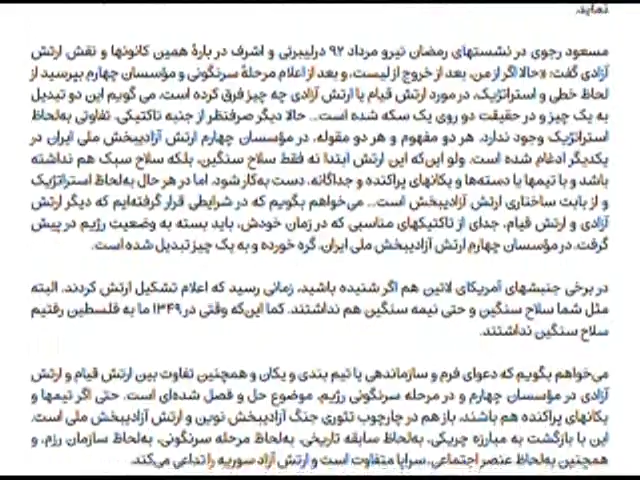 نماید.
مسعود رجوی در نشستهای رمضان تیرو مرداد ۹۲ درلیبرتی و اشرف در بارهٔ همین کانونها و نقش ارتش
آزادی گفت: «حالا اگر از من، بعد از خروج از لیست، و بعد از اعلام مرحلهٔ سرنگونی و مؤسسان چهارم بپرسید از
لحاظ خطی و استراتژیک، در مورد ارتش قیام یا ارتش آزادی چه چیز فرق کرده است، می گویم این دو تبدیل
به یک چیز و در حقیقت دو روی یک سکه شده است... حالا دیگر صرفنظر از جنبه تاکتیکی، تفاوتی به‌لحاظ
استراتژیک وجود ندارد. هر دو مفهوم و هر دو مقوله، در مؤسسان چهارم ارتش آزادیبخش ملی ایران در
یکدیگر ادغام شده است. ولو این‌که این ارتش ابتدا نه فقط سلاح سنگین، بلکه سلاح سبک هم نداشته
باشد و با تیمها یا دسته‌ها و یکانهای پراکنده و جداگانه، دست به‌کار شود. اما در هر حال به‌لحاظ استراتژیک
و از بابت ساختاری ارتش آزادیبخش است... می‌خواهم بگویم که در شرایطی قرار گرفته‌ایم که دیگر ارتش
آزادی و ارتش قیام، جدای از تاکتیکهای مناسبی که در زمان خودش، باید بسته به وضعیت رژیم در پیش
گرفت، در مؤسسان چهارم ارتش آزادیبخش ملی ایران، گره خورده و به یک چیز تبدیل شده است.
در برخی جنبشهای آمریکای لاتین هم اگر شنیده باشید، زمانی رسید که اعلام تشکیل ارتش کردند. البته
مثل شما سلاح سنگین و حتی نیمه سنگین هم نداشتند. کما این‌که وقتی در ۱۳۴۹ ما به فلسطین رفتیم
سلاح سنگین نداشتند.
می‌خواهم بگویم که دعوای فرم و سازماندهی یا تیم بندی و یکان و همچنین تفاوت بین ارتش قیام و ارتش
آزادی در مؤسسان چهارم و در مرحله سرنگونی رژیم، موضوع حل و فصل شده‌ای است. حتی اگر تیمها و
یکانهای پراکنده هم باشند، باز هم در چارچوب تئوری جنگ آزادیبخش نوین و ارتش آزادیبخش ملی است.
این با بازگشت به مبارزه چریکی، به‌لحاظ سابقه تاریخی، به‌لحاظ مرحله سرنگونی، به‌لحاظ سازمان رزم، و
همچنین به‌لحاظ عنصر اجتماعی، سراپا متفاوت است و ارتش آزاد سوریه را تداعی می‌کند.